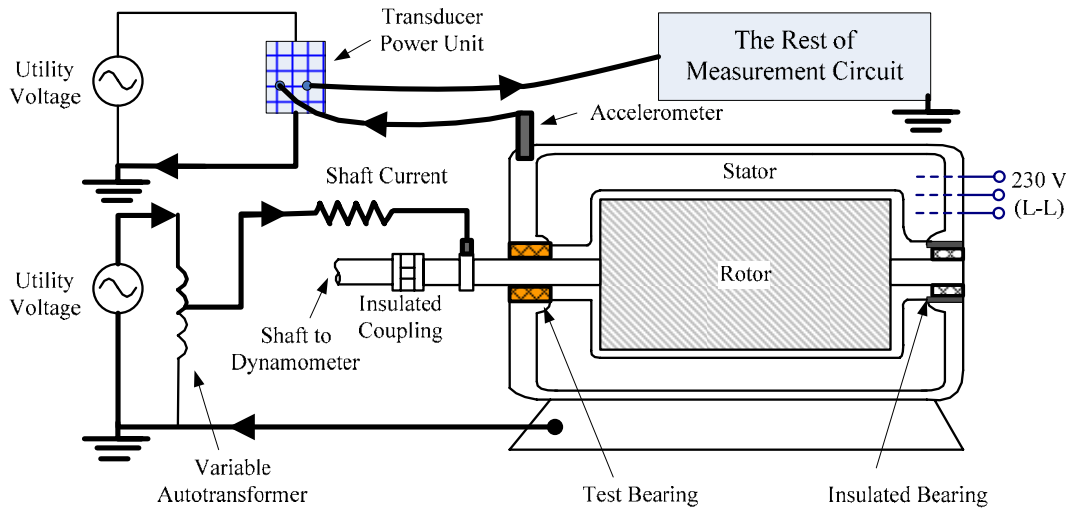 Transducer
Power Unit
The Rest of
Measurement Circuit
Utility
Voltage
Accelerometer
Stator
Shaft Current
230 V
(L-L)
Rotor
Utility
Voltage
Insulated
Coupling
Shaft to
Dynamometer
Variable
Autotransformer
Test Bearing
Insulated Bearing